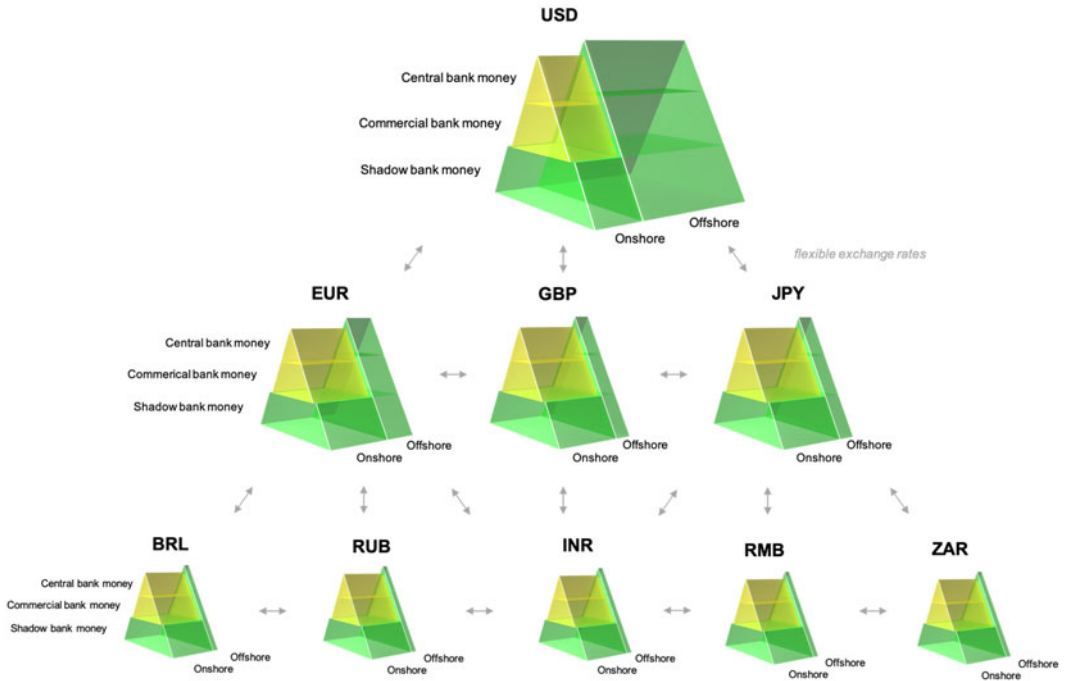 USD
Central bank money
Commercial bank money
Shadow bank money
Offshore
Onshore
flexible exchange rates
EUR
GBP
JPY
Central bank money
Commerical bank money
Shadow bank money
Offshore
Onshore
Offshore
Onshore
Offshore
Onshore
BRL
RUB
INR
RMB
ZAR
Central bank money
Commercial bank money
Shadow bank money
Offshore
Onshore
Offshore
Onshore
Offshore
Onshore
Offshore
Onshore
Offshore
Onshore